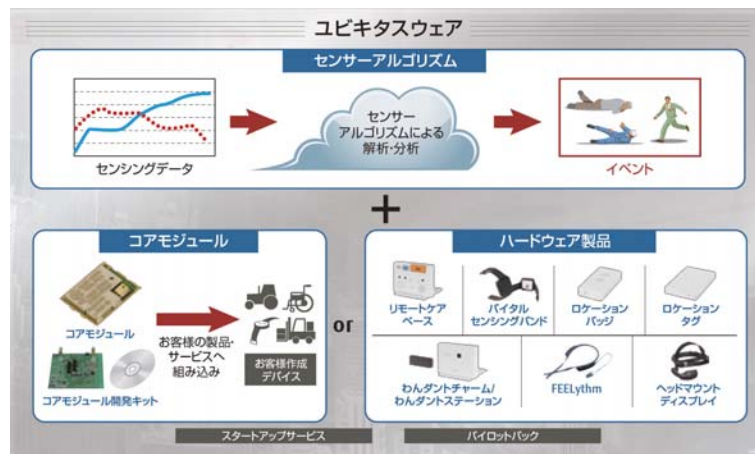 ユビキタスウェア
センサーアルゴリズム
センサー
アルゴリズムによる
解析・分析
センシングデータ
イベント
+
コアモジュール
コアモジュール
お客様の製品・
サービスへ
組み込み
お客様作成
デバイス
コアモジュール開発キット
or
ハードウェア製品
リモートケア
ベース
バイタル
センシングバンド
ロケーション
バッジ
ロケーション
タグ
わんダントチャーム/
わんダントステーション
FEELythm
ヘッドマウント
ディスプレイ
スタートアップサービス
パイロットパック